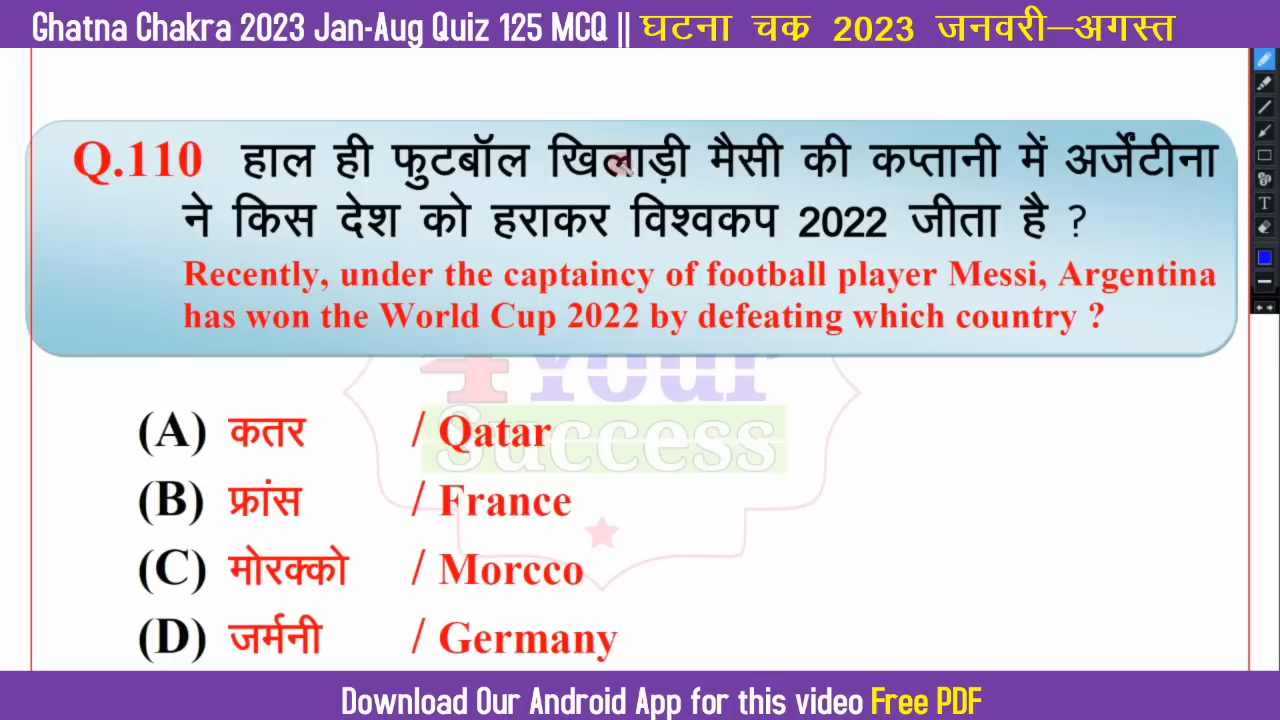 Ghatna Chakra 2023 Jan-Aug Quiz 125 MCQ || घटना चक्र 2023 जनवरी–अगस्त
Q.110 हाल ही फुटबॉल खिलाड़ी मैसी की कप्तानी में अर्जेंटीना
ने किस देश को हराकर विश्वकप 2022 जीता है ?
Recently, under the captaincy of football player Messi, Argentina
has won the World Cup 2022 by defeating which country ?
4Your
Success
(A) कतर / Qatar
(B) फ्रांस / France
(C) मोरक्को / Morcco
(D) जर्मनी / Germany
Download Our Android App for this video Free PDF